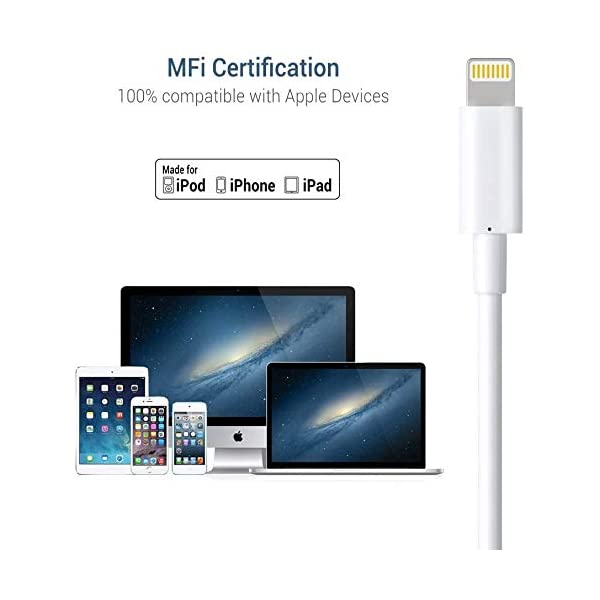 MFi Certification
100% compatible with Apple Devices
Made for
iPod iPhone iPad